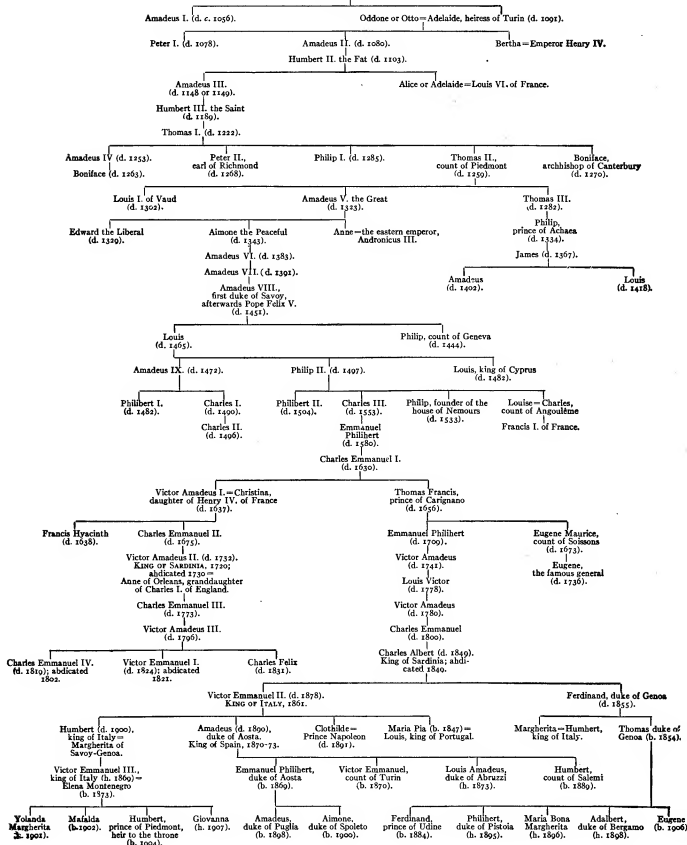 Amadeus I. (d. c. 1056).
Oddone or Otto=Adelaide, heiress of Turin (d. 1091).
Peter I. (d. 1078).
Amadeus II. (d. 1080).
Bertha=Emperor Henry IV.
Humbert II. the Fat (d. 1103).
Amadeus III.
(d. 1148 or 1149).
Alice or Adelaide=Louis VI. of France.
Humbert III. the Saint
(d. 1189).
Thomas I. (d. 1222).
Amadeus IV (d. 1253).
Boniface (d. 1263).
Peter II.,
earl of Richmond
(d. 1268).
Philip I. (d. 1285).
Thomas II.,
count of Piedmont
(d. 1259).
Boniface,
archbishop of Canterbury
(d. 1270).
Louis I. of Vaud
(d. 1302).
Amadeus V. the Great
(d. 1323).
Thomas III.
(d. 1282).
Philip,
prince of Achaea
(d. 1334).
James (d. 1367).
Edward the Liberal
(d. 1329).
Aimone the Peaceful
(d. 1343).
Anne=the eastern emperor,
Andronicus III.
Amadeus VI. (d. 1383).
Amadeus VII. (d. 1391).
Amadeus VIII.,
first duke of Savoy,
afterwards Pope Felix V.
(d. 1451).
Amadeus
(d. 1402).
Louis
(d. 1418).
Louis
(d. 1465).
Philip, count of Geneva
(d. 1444).
Amadeus IX. (d. 1472).
Philip II. (d. 1497).
Louis, king of Cyprus
(d. 1482).
Philibert I.
(d. 1482).
Charles I.
(d. 1490).
Charles II.
(d. 1496).
Philibert II.
(d. 1504).
Charles III.
(d. 1553).
Emmanuel
Philihert
(d. 1580).
Philip, founder of the
house of Nemours
(d. 1533).
Louise=Charles,
count of Angoulême
Francis I. of France.
Charles Emmanuel I.
(d. 1630).
Victor Amadeus I.=Christina,
daughter of Henry IV. of France
(d. 1637).
Thomas Francis,
prince of Carignano
(d. 1656).
Francis Hyacinth
(d. 1638).
Charles Emmanuel II.
(d. 1675).
Victor Amadeus II. (d. 1732).
KING OF SARDINIA, 1720;
ahdicated 1730=
Anne of Orleans, granddaughter
of Charles I. of England.
Charles Emmanuel III.
(d. 1773).
Victor Amadeus III.
(d. 1796).
Emmanuel Philihert
(d. 1709).
Victor Amadeus
(d. 1741).
Louis Victor
(d. 1778).
Victor Amadeus
(d. 1780).
Charles Emmanuel
(d. 1800).
Charles Albert (d. 1849).
King of Sardinia; ahdi-
cated 1849.
Eugene Maurice,
count of Soissons
(d. 1673).
Eugene,
the famous general
(d. 1736).
Charles Emmanuel IV.
(d. 1819); abdicated
1802.
Victor Emmanuel I.
(d. 1824); abdicated
1821.
Charles Felix
(d. 1831).
Victor Emmanuel II. (d. 1878).
KING OF ITALY, 1861.
Ferdinand, duke of Genoa
(d. 1855).
Humbert (d. 1900),
king of Italy=
Margherita of
Savoy-Genoa.
Amadeus (d. 1890),
duke of Aosta.
King of Spain, 1870-73.
Clothilde=
Prince Napoleon
(d. 1891).
Maria Pia (b. 1847)=
Louis, king of Portugal.
Margherita=Humbert,
king of Italy.
Thomas duke of
Genoa (b. 1854).
Victor Emmanuel III.,
king of Italy (h. 1869)=
Elena Montenegro
(b. 1873).
Emmanuel Philihert,
duke of Aosta
(b. 1869).
Victor Emmanuel,
count of Turin
(b. 1870).
Louis Amadeus,
duke of Abruzzi
(h. 1873).
Humbert,
count of Salemi
(b. 1889).
Yolanda
Margherita
(b. 1901).
Mafalda
(b. 1902).
Humbert,
prince of Piedmont,
heir to the throne
(b. 1904).
Giovanna
(h. 1907).
Amadeus,
duke of Puglia
(b. 1898).
Aimone,
duke of Spoleto
(b. 1900).
Ferdinand,
prince of Udine
(b. 1884).
Philihert,
duke of Pistoia
(h. 1895).
Maria Bona
Margherita
(h. 1896).
Adalbert,
duke of Bergamo
(h. 1898).
Eugene
(b. 1906)